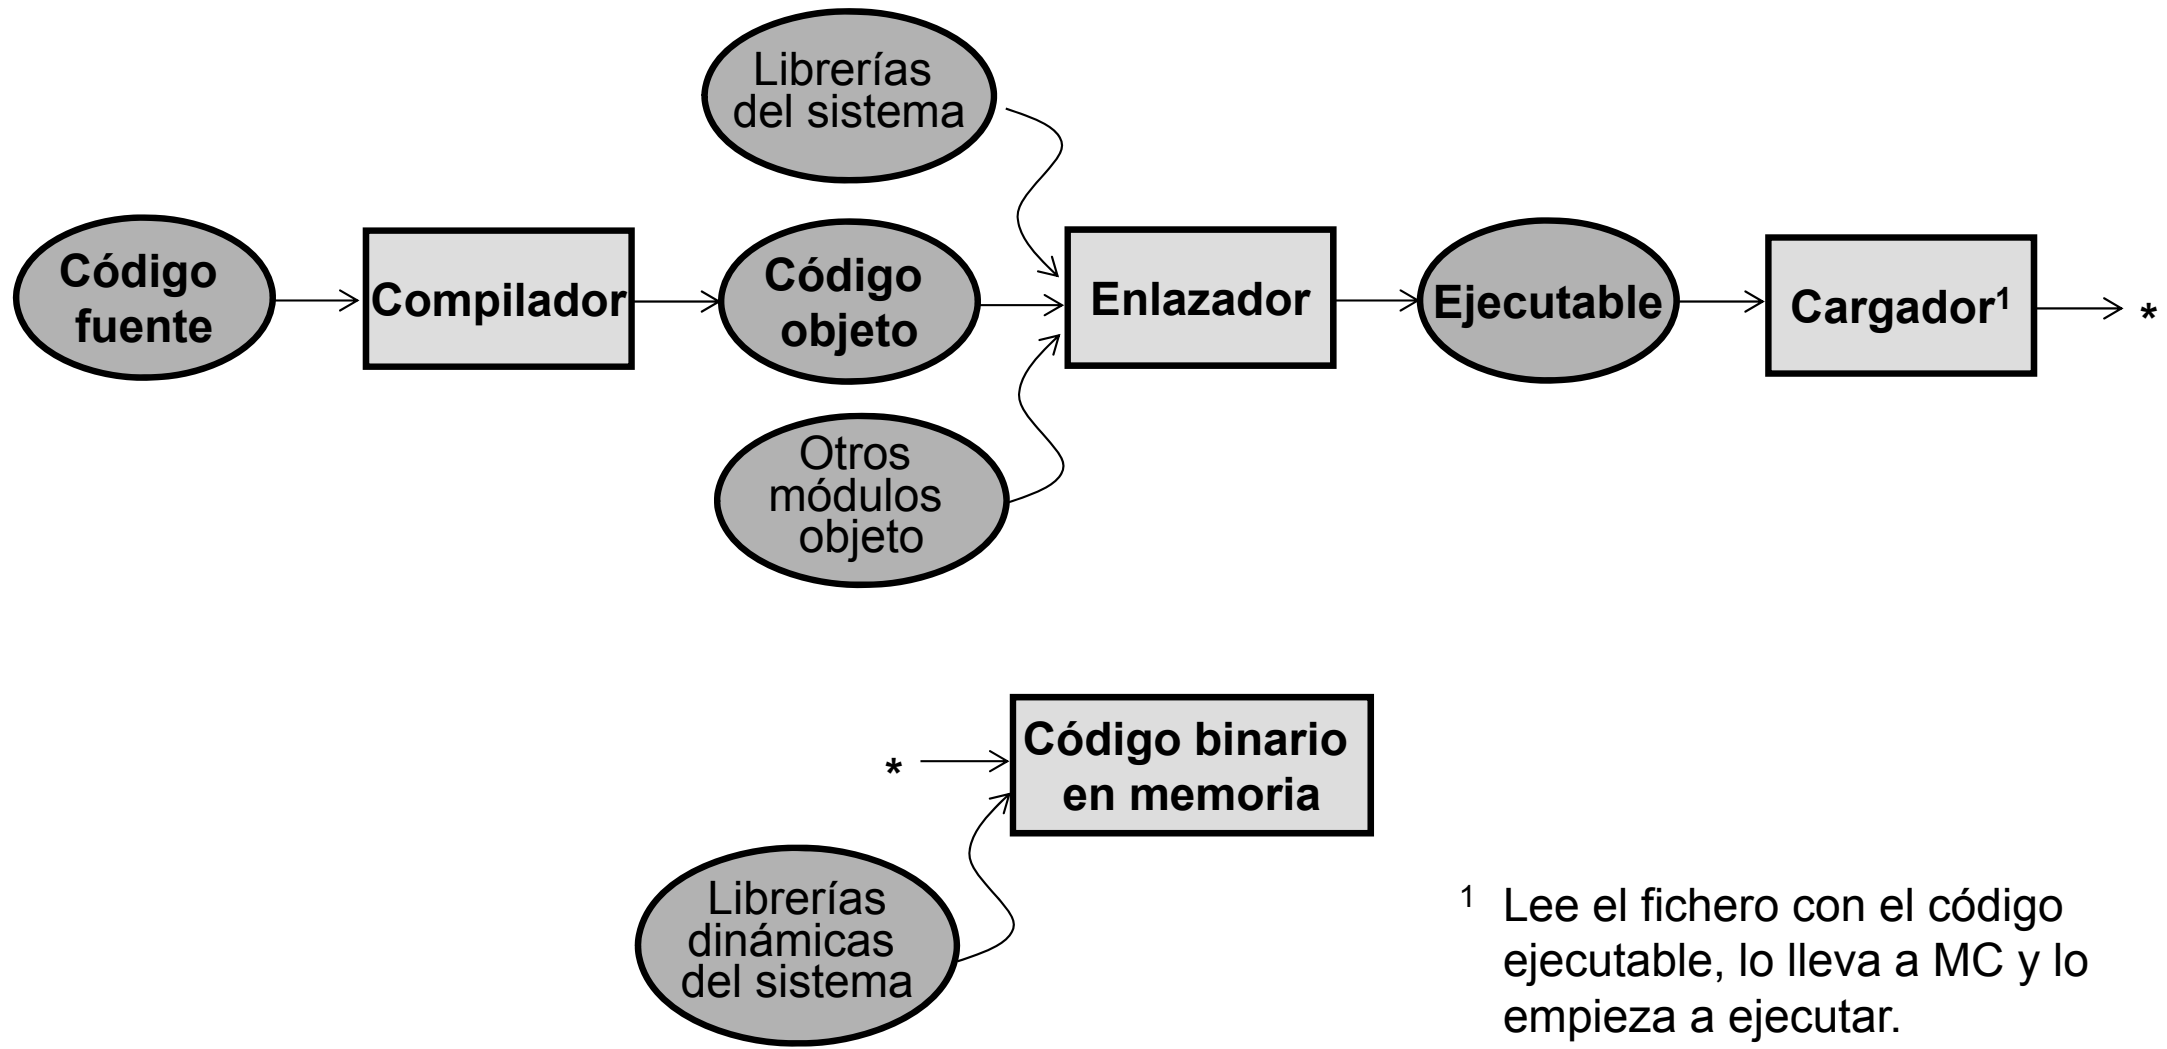 Librerías
del sistema
Código
fuente
Compilador
Código
objeto
Enlazador
Ejecutable
Cargador¹
*
Otros
módulos
objeto
*
Código binario
en memoria
Librerías
dinámicas
del sistema
¹ Lee el fichero con el código
ejecutable, lo lleva a MC y lo
empieza a ejecutar.